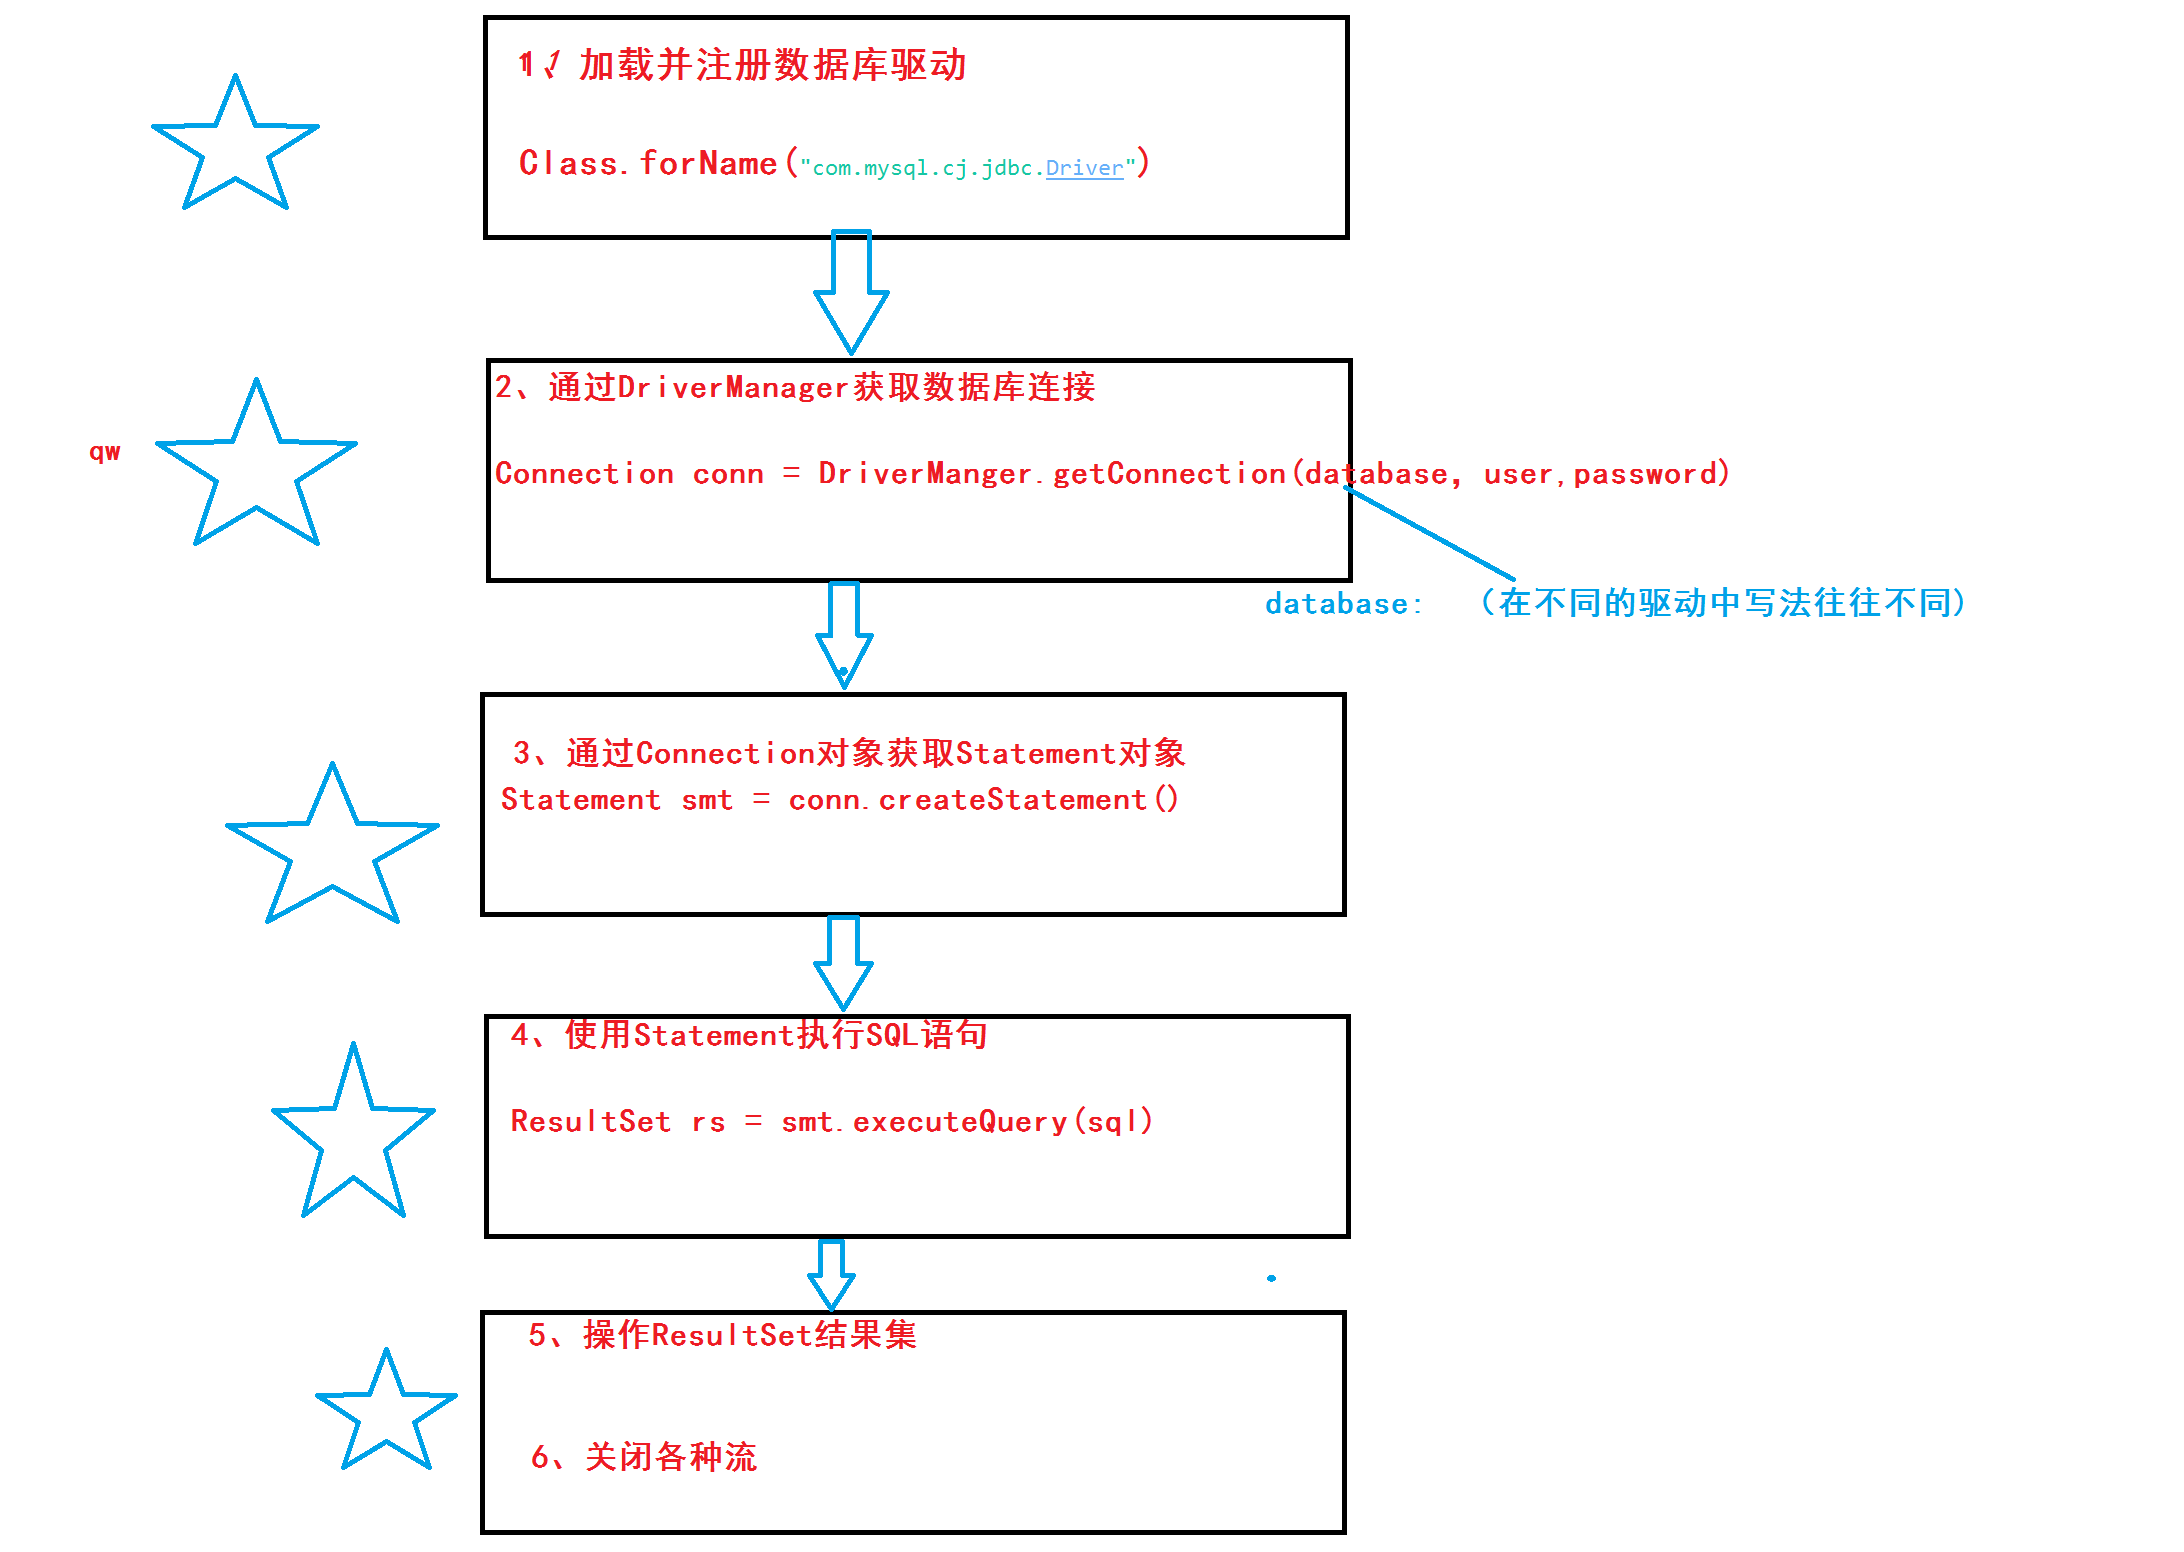 1、加载并注册数据库驱动
Class.forName("com.mysql.cj.jdbc.Driver")
2、通过DriverManager获取数据库连接
qw
Connection conn = DriverManger.getConnection(database, user,password)
database: （在不同的驱动中写法往往不同)
3、通过Connection对象获取Statement对象
Statement smt = conn.createStatement()
4、使用Statement执行SQL语句
ResultSet rs = smt.executeQuery(sql)
5、操作ResultSet结果集
6、关闭各种流